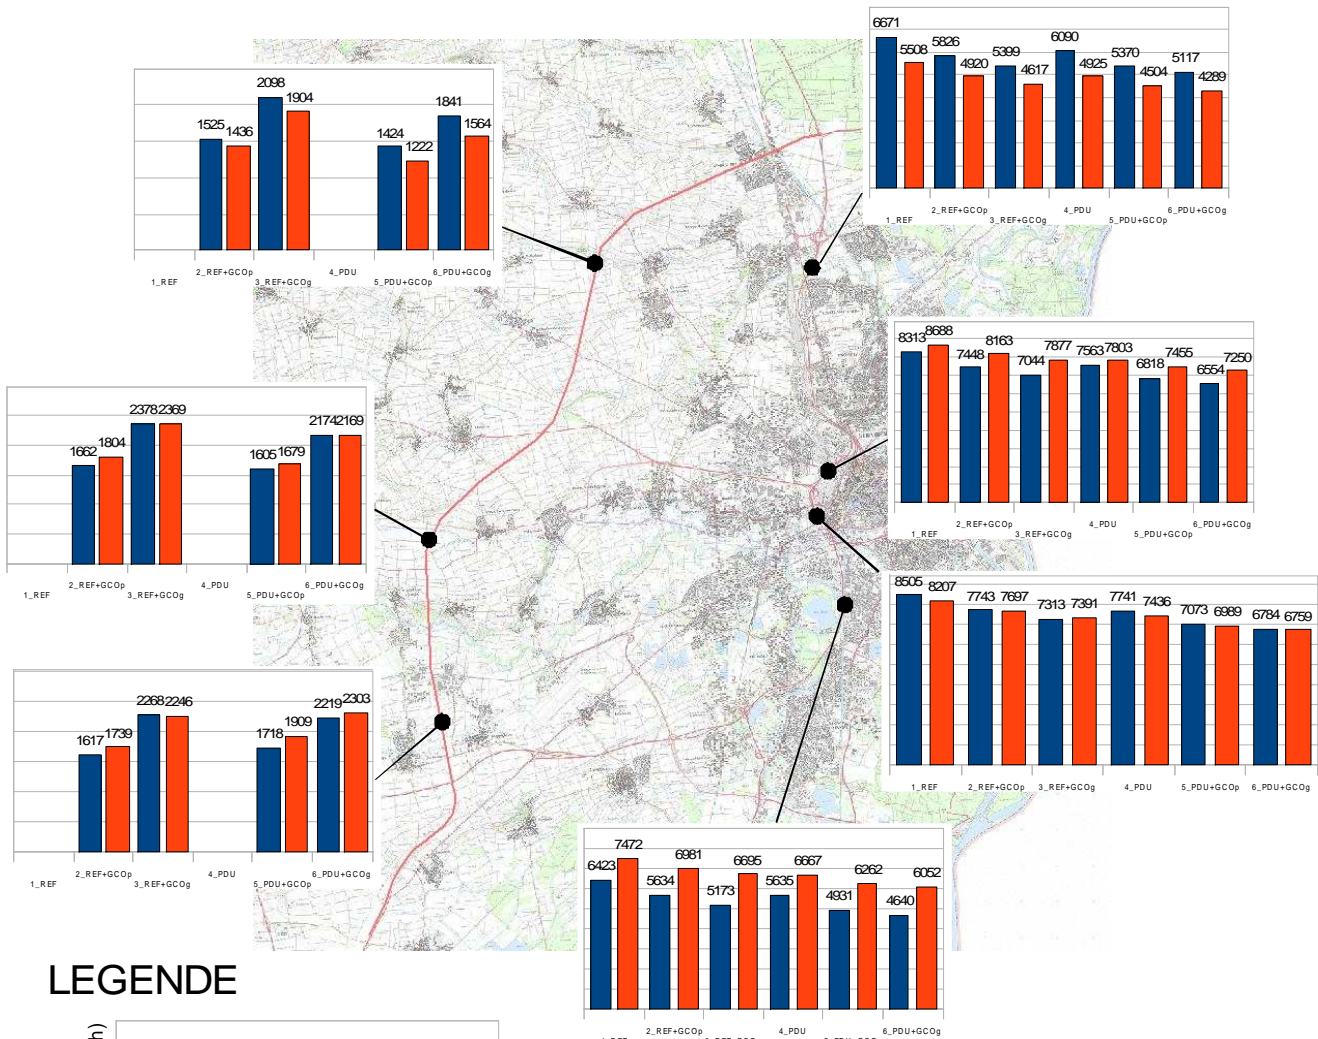 6671
5508
5826
4920
5399
4617
6090
4925
5370
4504
5117
4289
1_REF
2_REF+GCOp
3_REF+GCOg
4_PDU
5_PDU+GCOp
6_PDU+GCOg
1525
1436
2098
1904
1424
1222
1841
1564
1_REF
2_REF+GCOp
3_REF+GCOg
4_PDU
5_PDU+GCOp
6_PDU+GCOg
8313
8688
7448
8163
7044
7877
7563
7803
6818
7455
6554
7250
1_REF
2_REF+GCOp
3_REF+GCOg
4_PDU
5_PDU+GCOp
6_PDU+GCOg
1662
1804
2378
2369
1605
1679
2174
2169
1_REF
2_REF+GCOp
3_REF+GCOg
4_PDU
5_PDU+GCOp
6_PDU+GCOg
8505
8207
7743
7697
7313
7391
7741
7436
7073
6989
6784
6759
1_REF
2_REF+GCOp
3_REF+GCOg
4_PDU
5_PDU+GCOp
6_PDU+GCOg
1617
1739
2268
2246
1718
1909
2219
2303
1_REF
2_REF+GCOp
3_REF+GCOg
4_PDU
5_PDU+GCOp
6_PDU+GCOg
6423
7472
5634
6981
5173
6695
5635
6667
4931
6262
4640
6052
2_REF+GCOp
4_PDU
6_PDU+GCOg
LEGENDE
h)